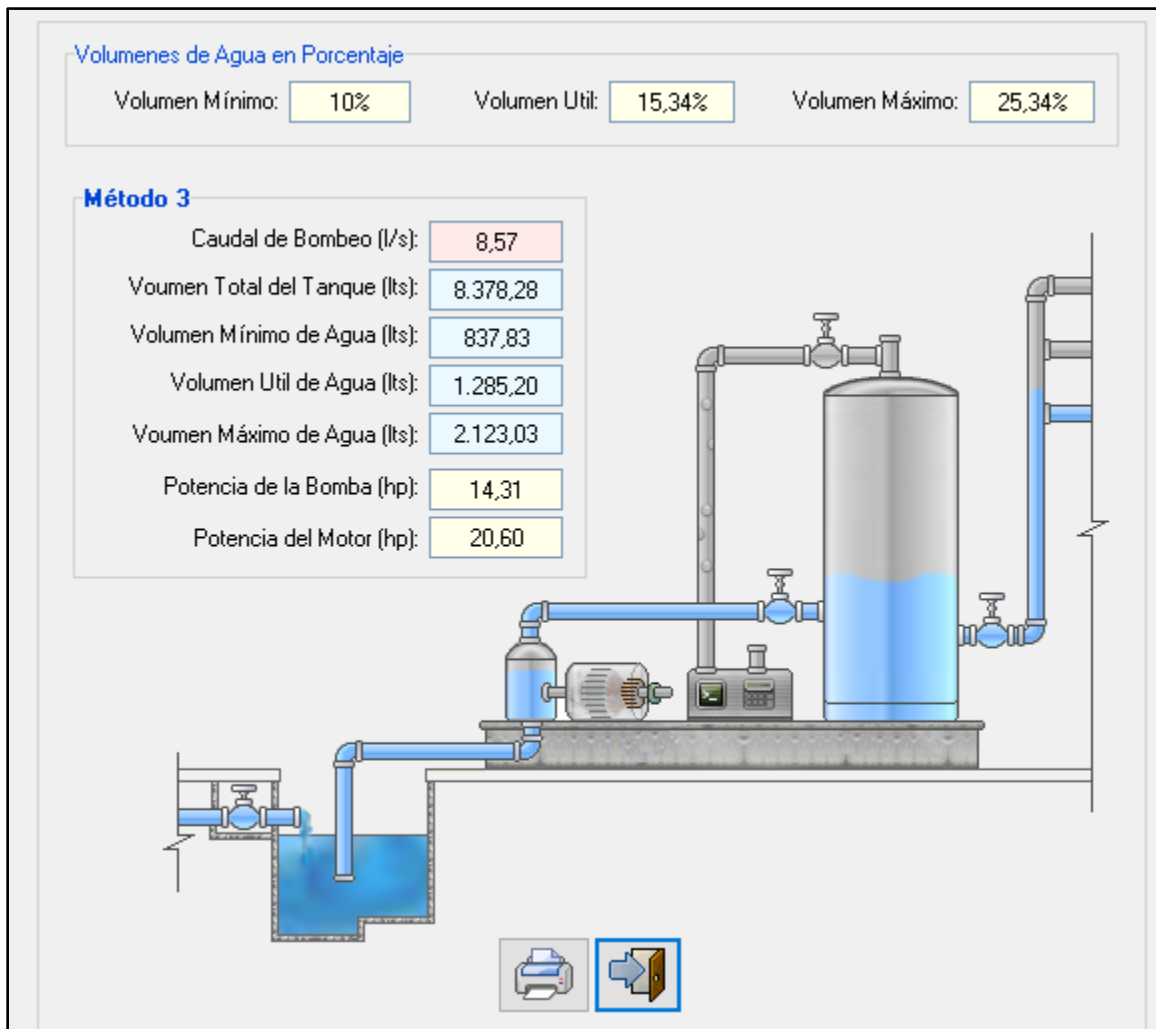 Volumenes de Agua en Porcentaje
Volumen Mínimo: 10% Volumen Util: 15,34% Volumen Máximo: 25,34%
Método 3
Caudal de Bombeo (l/s): 8,57
Voumen Total del Tanque (lts): 8.378,28
Volumen Mínimo de Agua (lts): 837,83
Volumen Util de Agua (lts): 1.285,20
Voumen Máximo de Agua (lts): 2.123,03
Potencia de la Bomba (hp): 14,31
Potencia del Motor (hp): 20,60